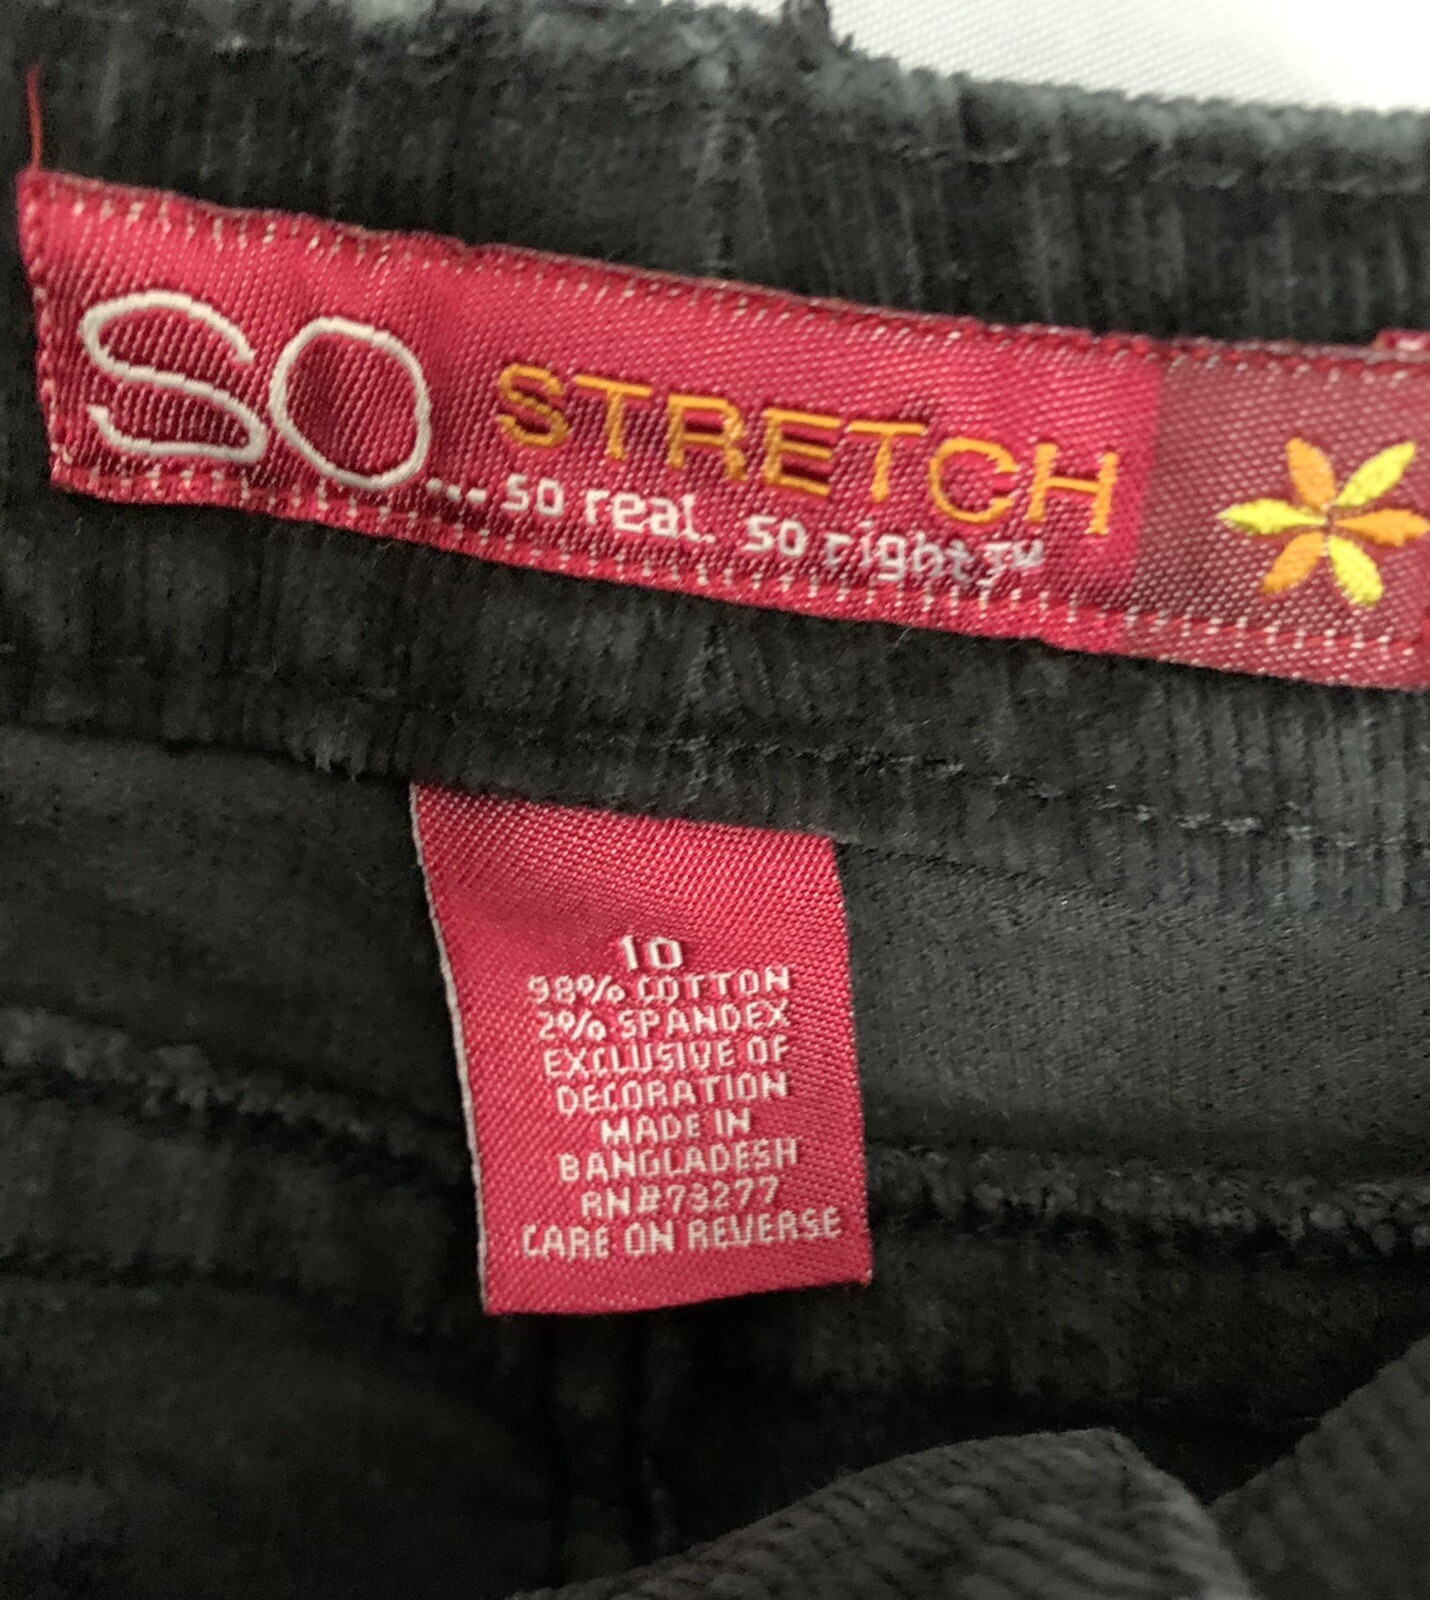 SO STRETCH
... so real. so right™
10
98% COTTON
2% SPANDEX
EXCLUSIVE OF
DECORATION
MADE IN
BANGLADESH
RN#73277
CARE ON REVERSE